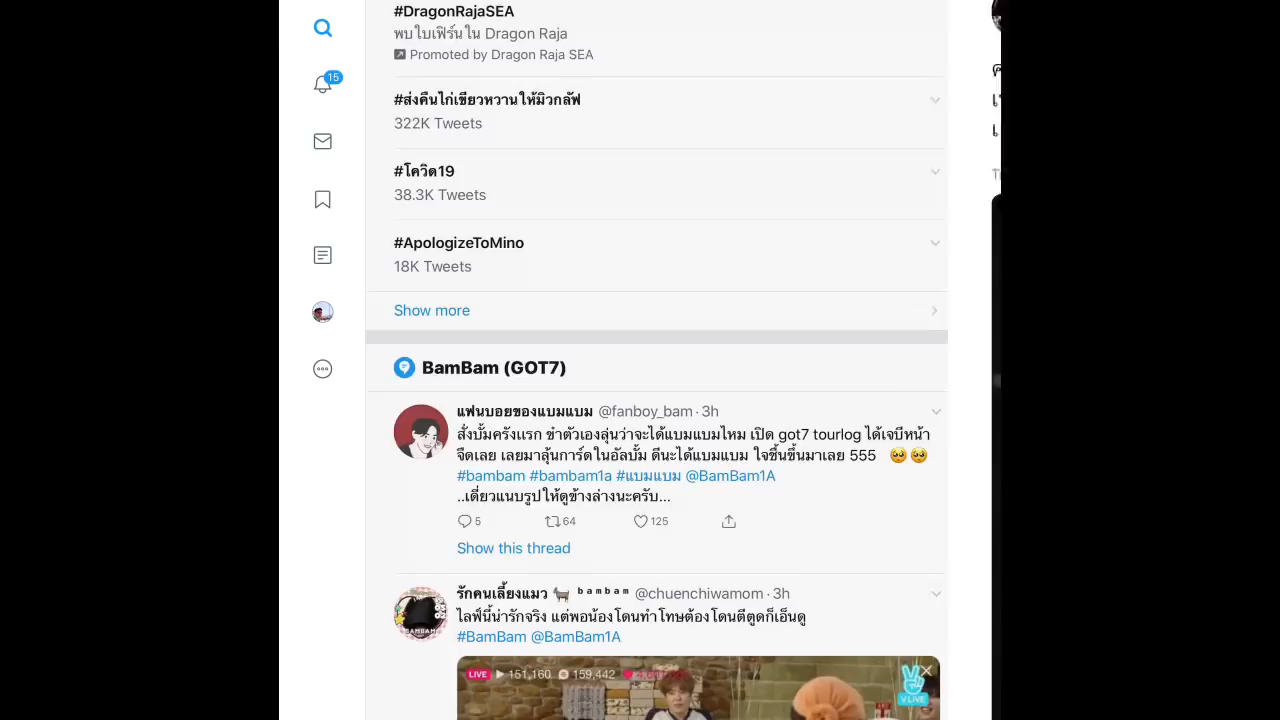 #DragonRajaSEA
พบใบเฟิร์นใน Dragon Raja
Promoted by Dragon Raja SEA
15
#ส่งคืนไก่เขียวหวานให้มิวกลัฟ
322K Tweets
#โควิด19
38.3K Tweets
#ApologizeToMino
18K Tweets
Show more
BamBam (GOT7)
แฟนบอยของแบมแบม @fanboy_bam · 3h
สั่งบั้มครั้งแรก ขำตัวเองลุ่นว่าจะได้แบมแบมไหม เปิด got7 tourlog ได้เจบีหน้า
จืดเลย เลยมาลุ้นการ์ดในอัลบั้ม ดีนะได้แบมแบม ใจชื้นขึ้นมาเลย 555 🥺🥺
#bambam #bambam1a #แบมแบม @BamBam1A
..เดี่ยวแนบรูปให้ดูข้างล่างนะครับ...
5 64 125
Show this thread
รักคนเลี้ยงแมว 🐈 ᵇᵃᵐᵇᵃᵐ @chuenchiwamom · 3h
ไลฟ์นี้น่ารักจริง แต่พอน้องโดนทำโทษต้องโดนตีตูดก็เอ็นดู
#BamBam @BamBam1A
LIVE 151,160 159,442
V LIVE
BAMBAM